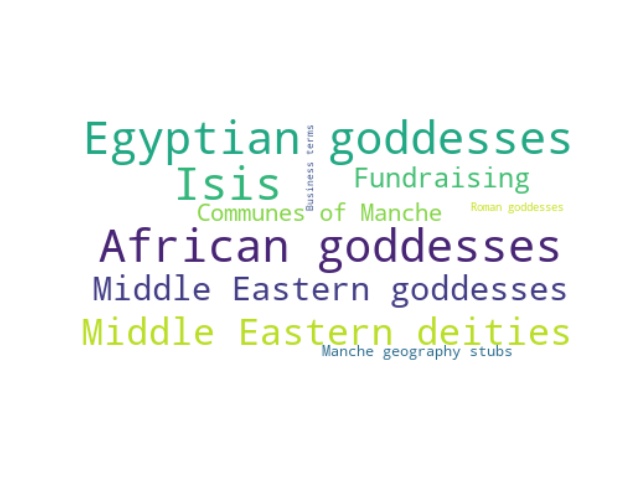 Egyptian goddesses
Business terms
Isis
Fundraising
Communes of Manche
Roman goddesses
African goddesses
Middle Eastern goddesses
Middle Eastern deities
Manche geography stubs